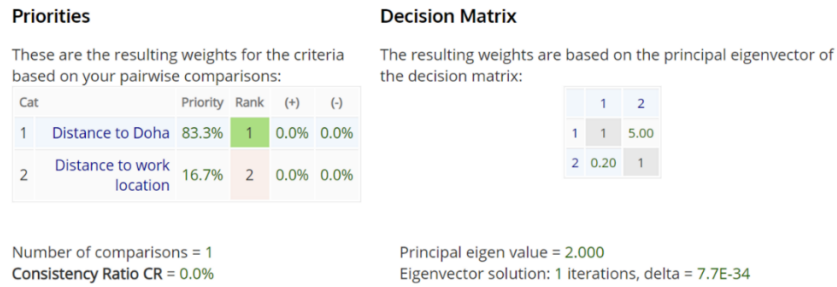 Priorities
These are the resulting weights for the criteria
based on your pairwise comparisons:
Cat Priority Rank (+) (-)
1 Distance to Doha 83.3% 1 0.0% 0.0%
2 Distance to work location 16.7% 2 0.0% 0.0%
Number of comparisons = 1
Consistency Ratio CR = 0.0%
Decision Matrix
The resulting weights are based on the principal eigenvector of
the decision matrix:
1 2
1 1 5.00
2 0.20 1
Principal eigen value = 2.000
Eigenvector solution: 1 iterations, delta = 7.7E-34